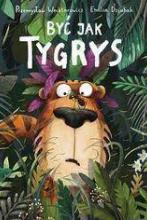 Przemysław Wechterowicz Emilia Dziubak
BYĆ JAK
TYGRYS